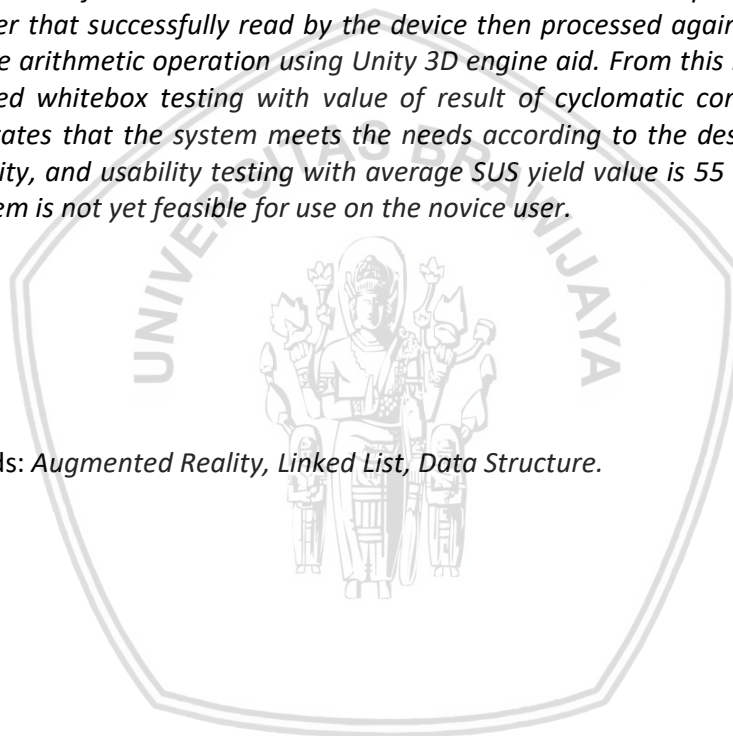 er that successfully read by the device then processed again
e arithmetic operation using Unity 3D engine aid. From this
ed whitebox testing with value of result of cyclomatic con
ates that the system meets the needs according to the des
ity, and usability testing with average SUS yield value is 55
em is not yet feasible for use on the novice user.
UNIVERSITAS BRAWIJAYA
ds: Augmented Reality, Linked List, Data Structure.